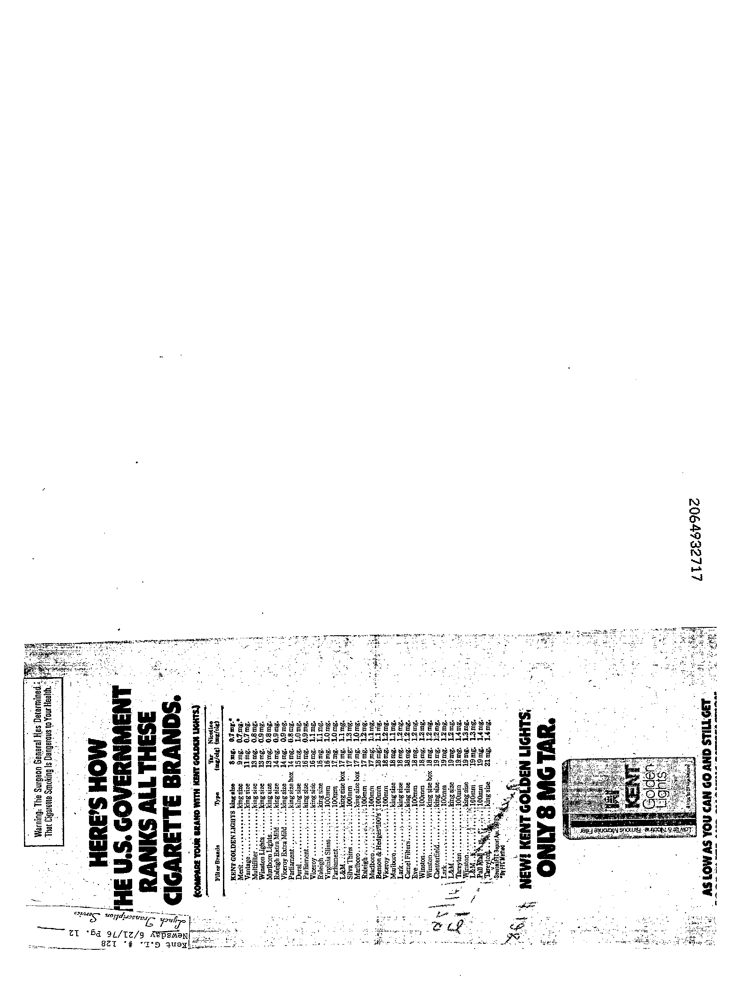 Kent G.L. #. 128
Newsday 6/21/76 Pg. 12
Lynch Transcription Service
Warning: The Surgeon General Has Determined
That Cigarette Smoking Is Dangerous to Your Health.
HERE'S HOW
THE U.S. GOVERNMENT
RANKS ALL THESE
CIGARETTE BRANDS.
(COMPARE YOUR BRAND WITH KENT GOLDEN LIGHTS.)
Filter Brands Type Tar (mg/cig) Nicotine (mg/cig)
KENT GOLDEN LIGHTS king size 8 mg. 0.7 mg.*
Merit king size 9 mg. 0.7 mg.*
Vantage king size 11 mg. 0.7 mg.
Multifilter king size 13 mg. 0.8 mg.
Winston Lights king size 13 mg. 0.9 mg.
Marlboro Lights king size 13 mg. 0.8 mg.
Raleigh Extra Mild king size 14 mg. 0.9 mg.
Viceroy Extra Mild king size 14 mg. 0.9 mg.
Parliament king size box 14 mg. 0.8 mg.
Doral king size 15 mg. 1.0 mg.
Parliament king size 16 mg. 0.9 mg.
Viceroy king size 16 mg. 1.1 mg.
Raleigh king size 16 mg. 1.1 mg.
Virginia Slims 100mm 16 mg. 1.0 mg.
Parliament 100mm 17 mg. 1.0 mg.
L&M king size box 17 mg. 1.1 mg.
Silva Thins 100mm 17 mg.
Marlboro king size box 17 mg. 1.0 mg.
Raleigh 100mm 17 mg.
Marlboro 100mm 17 mg. 1.1 mg.
Benson & Hedges 100's 100mm 18 mg. 1.1 mg.
Viceroy 100mm 18 mg. 1.2 mg.
Marlboro king size 18 mg. 1.1 mg.
Lark king size 18 mg. 1.2 mg.
Camel Filters king size 18 mg. 1.2 mg.
Eve 100mm 18 mg. 1.2 mg.
Winston 100mm 1.2 mg.
Winston king size box 1.2 mg.
Chesterfield king size 19 mg. 1.2 mg.
Lark 100mm 19 mg. 1.2 mg.
L&M king size 19 mg. 1.2 mg.
Tareyton 100mm 19 mg. 1.4 mg.
Winston king size 19 mg. 1.3 mg.
L&M 100mm 19 mg. 1.3 mg.
Pall Mall 100mm 19 mg. 1.4 mg.
Tareyton king size 21 mg. 1.4 mg.
NEW! KENT GOLDEN LIGHTS.
ONLY 8 MG TAR.
KENT
Golden
Lights
Low Tar & Nicotine Famous Micronite Filter
AS LOW AS YOU CAN GO AND STILL GET
# 192
2064932717